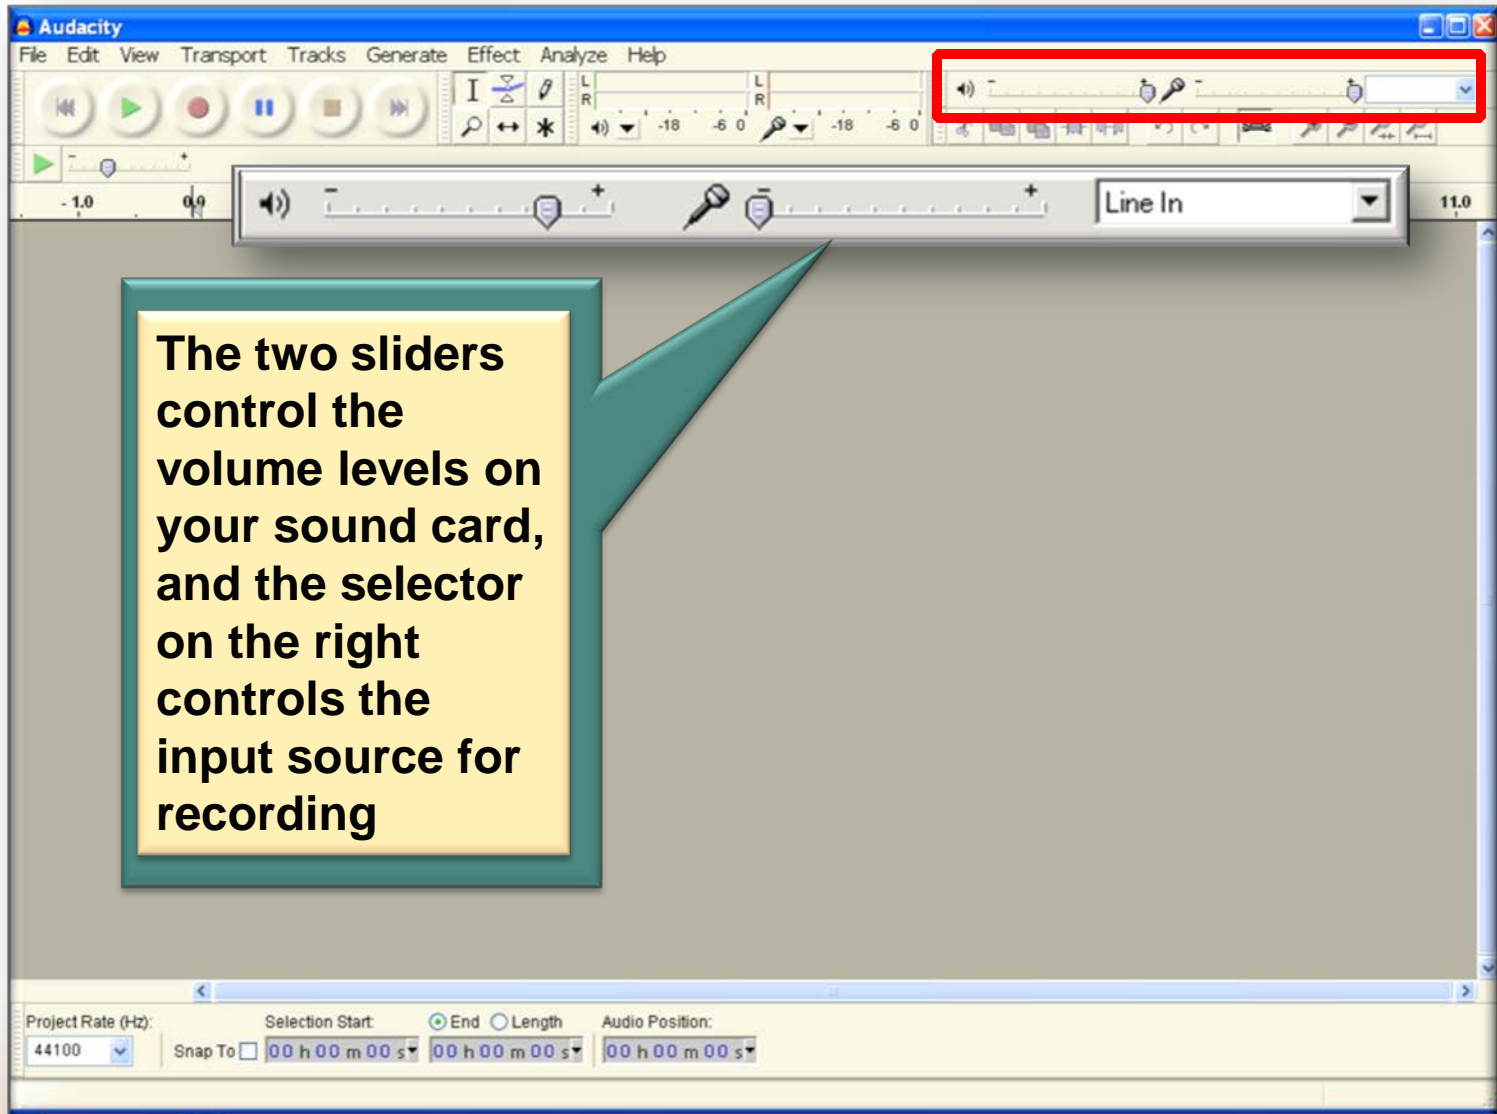 Audacity
File Edit View Transport Tracks Generate Effect Analyze Help
L
R
-18 -6 0
L
R
-18 -6 0
- +
- +
- +
- 1,0 0,0 11,0
- + - + Line In
The two sliders
control the
volume levels on
your sound card,
and the selector
on the right
controls the
input source for
recording
Project Rate (Hz): Selection Start: End Length Audio Position:
44100 Snap To 00 h 00 m 00 s 00 h 00 m 00 s 00 h 00 m 00 s